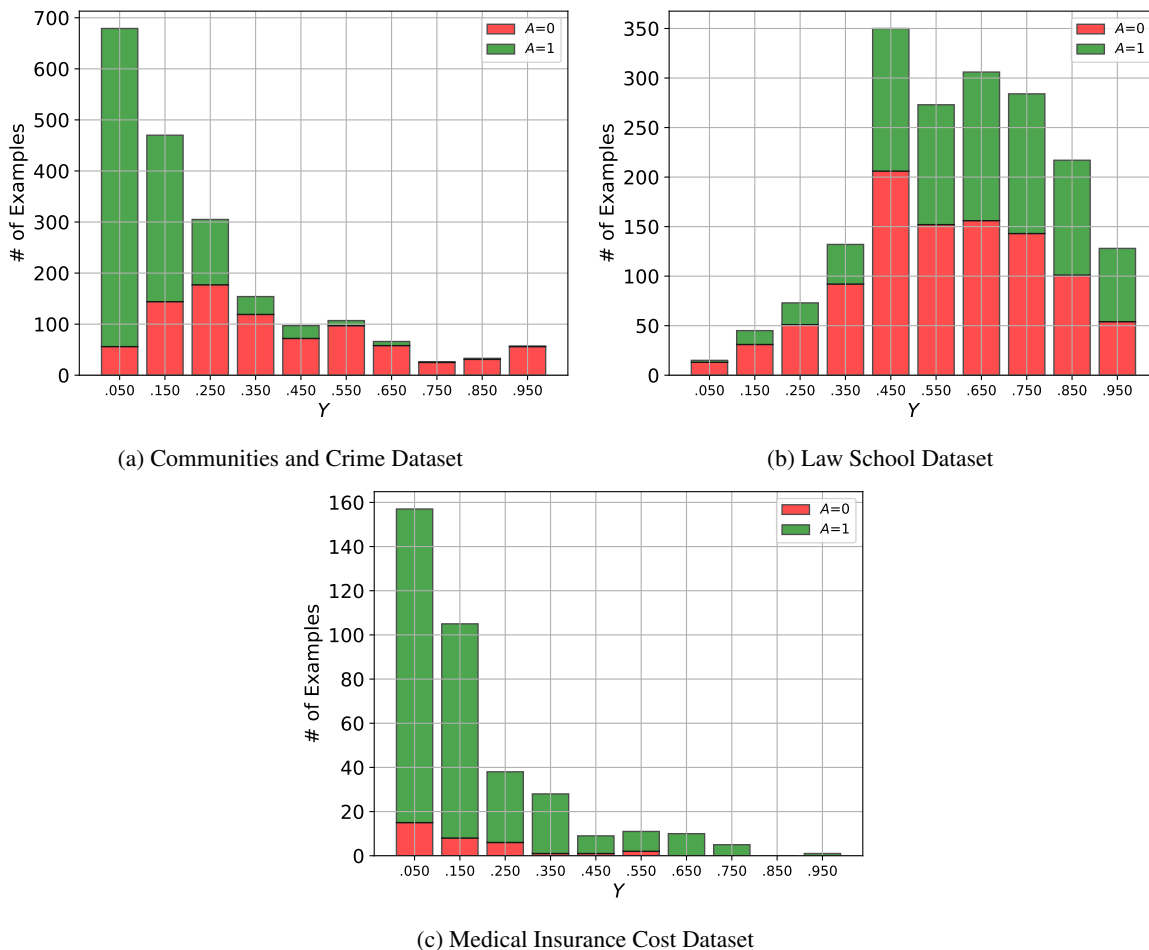 700
600
500
400
300
200
100
0
# of Examples
A=0
A=1
.050 .150 .250 .350 .450 .550 .650 .750 .850 .950
Y
(a) Communities and Crime Dataset
350
300
250
200
150
100
50
0
# of Examples
A=0
A=1
.050 .150 .250 .350 .450 .550 .650 .750 .850 .950
Y
(b) Law School Dataset
160
140
120
100
80
60
40
20
0
# of Examples
A=0
A=1
.050 .150 .250 .350 .450 .550 .650 .750 .850 .950
Y
(c) Medical Insurance Cost Dataset